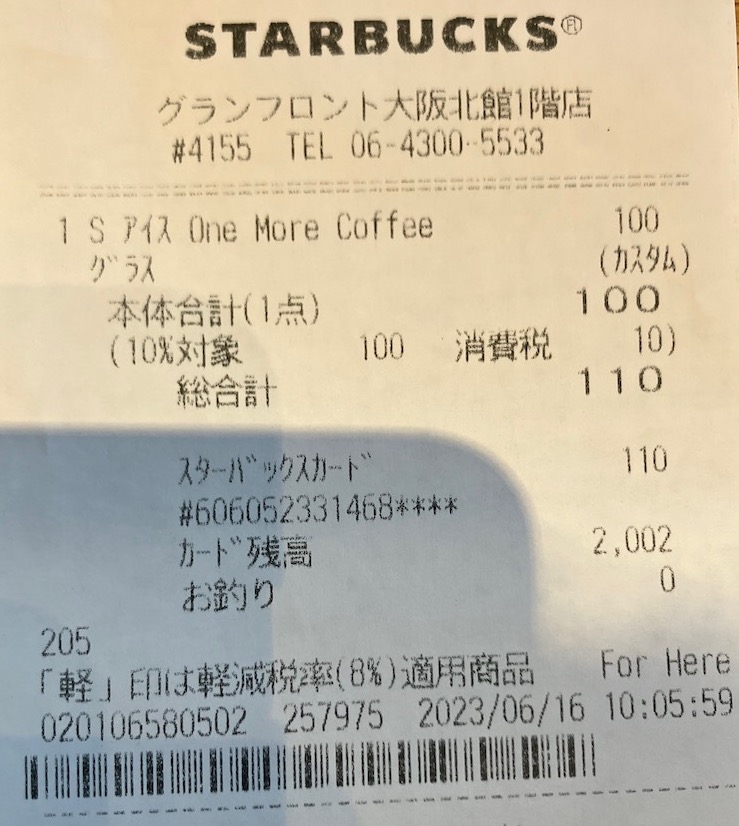 STARBUCKS®
グランフロント大阪北館1階店
#4155 TEL 06-4300-5533
1 S アイス One More Coffee 100
グラス (カスタム)
本体合計(1点) 100
(10%対象 100 消費税 10)
総合計 110
スターバックスカード 110
#606052331468****
カード残高 2,002
お釣り 0
205
「軽」印は軽減税率(8%)適用商品 For Here
020106580502 257975 2023/06/16 10:05:59